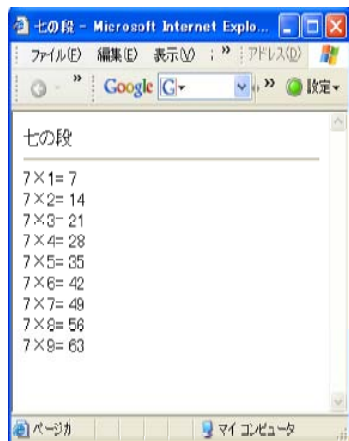 七の段 - Microsoft Internet Explo...
ファイル(F) 編集(E) 表示(V) » アドレス(D)
» Google G » 設定
七の段
7×1= 7
7×2= 14
7×3= 21
7×4= 28
7×5= 35
7×6= 42
7×7= 49
7×8= 56
7×9= 63
ページカ マイ コンピュータ